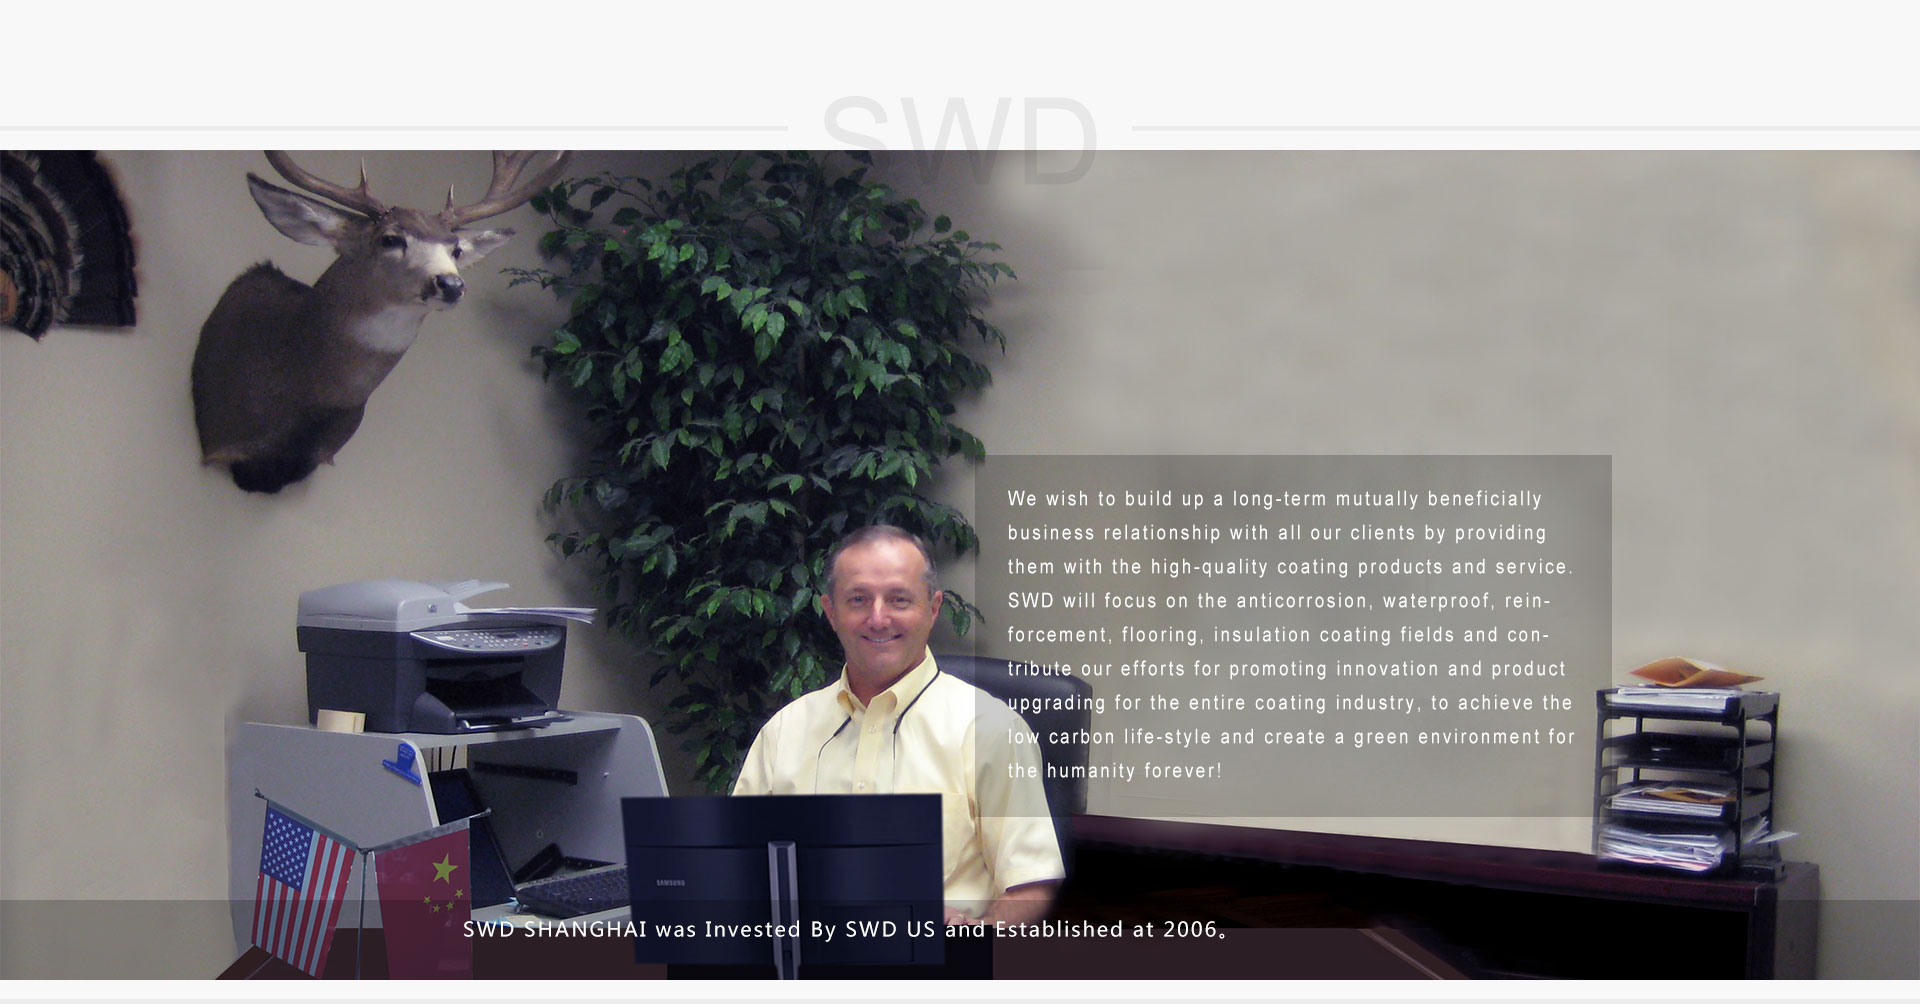 SWD
We wish to build up a long-term mutually beneficially
business relationship with all our clients by providing
them with the high-quality coating products and service.
SWD will focus on the anticorrosion, waterproof, rein-
forcement, flooring, insulation coating fields and con-
tribute our efforts for promoting innovation and product
upgrading for the entire coating industry, to achieve the
low carbon life-style and create a green environment for
the humanity forever!
SAMSUNG
SWD SHANGHAI was Invested By SWD US and Established at 2006。